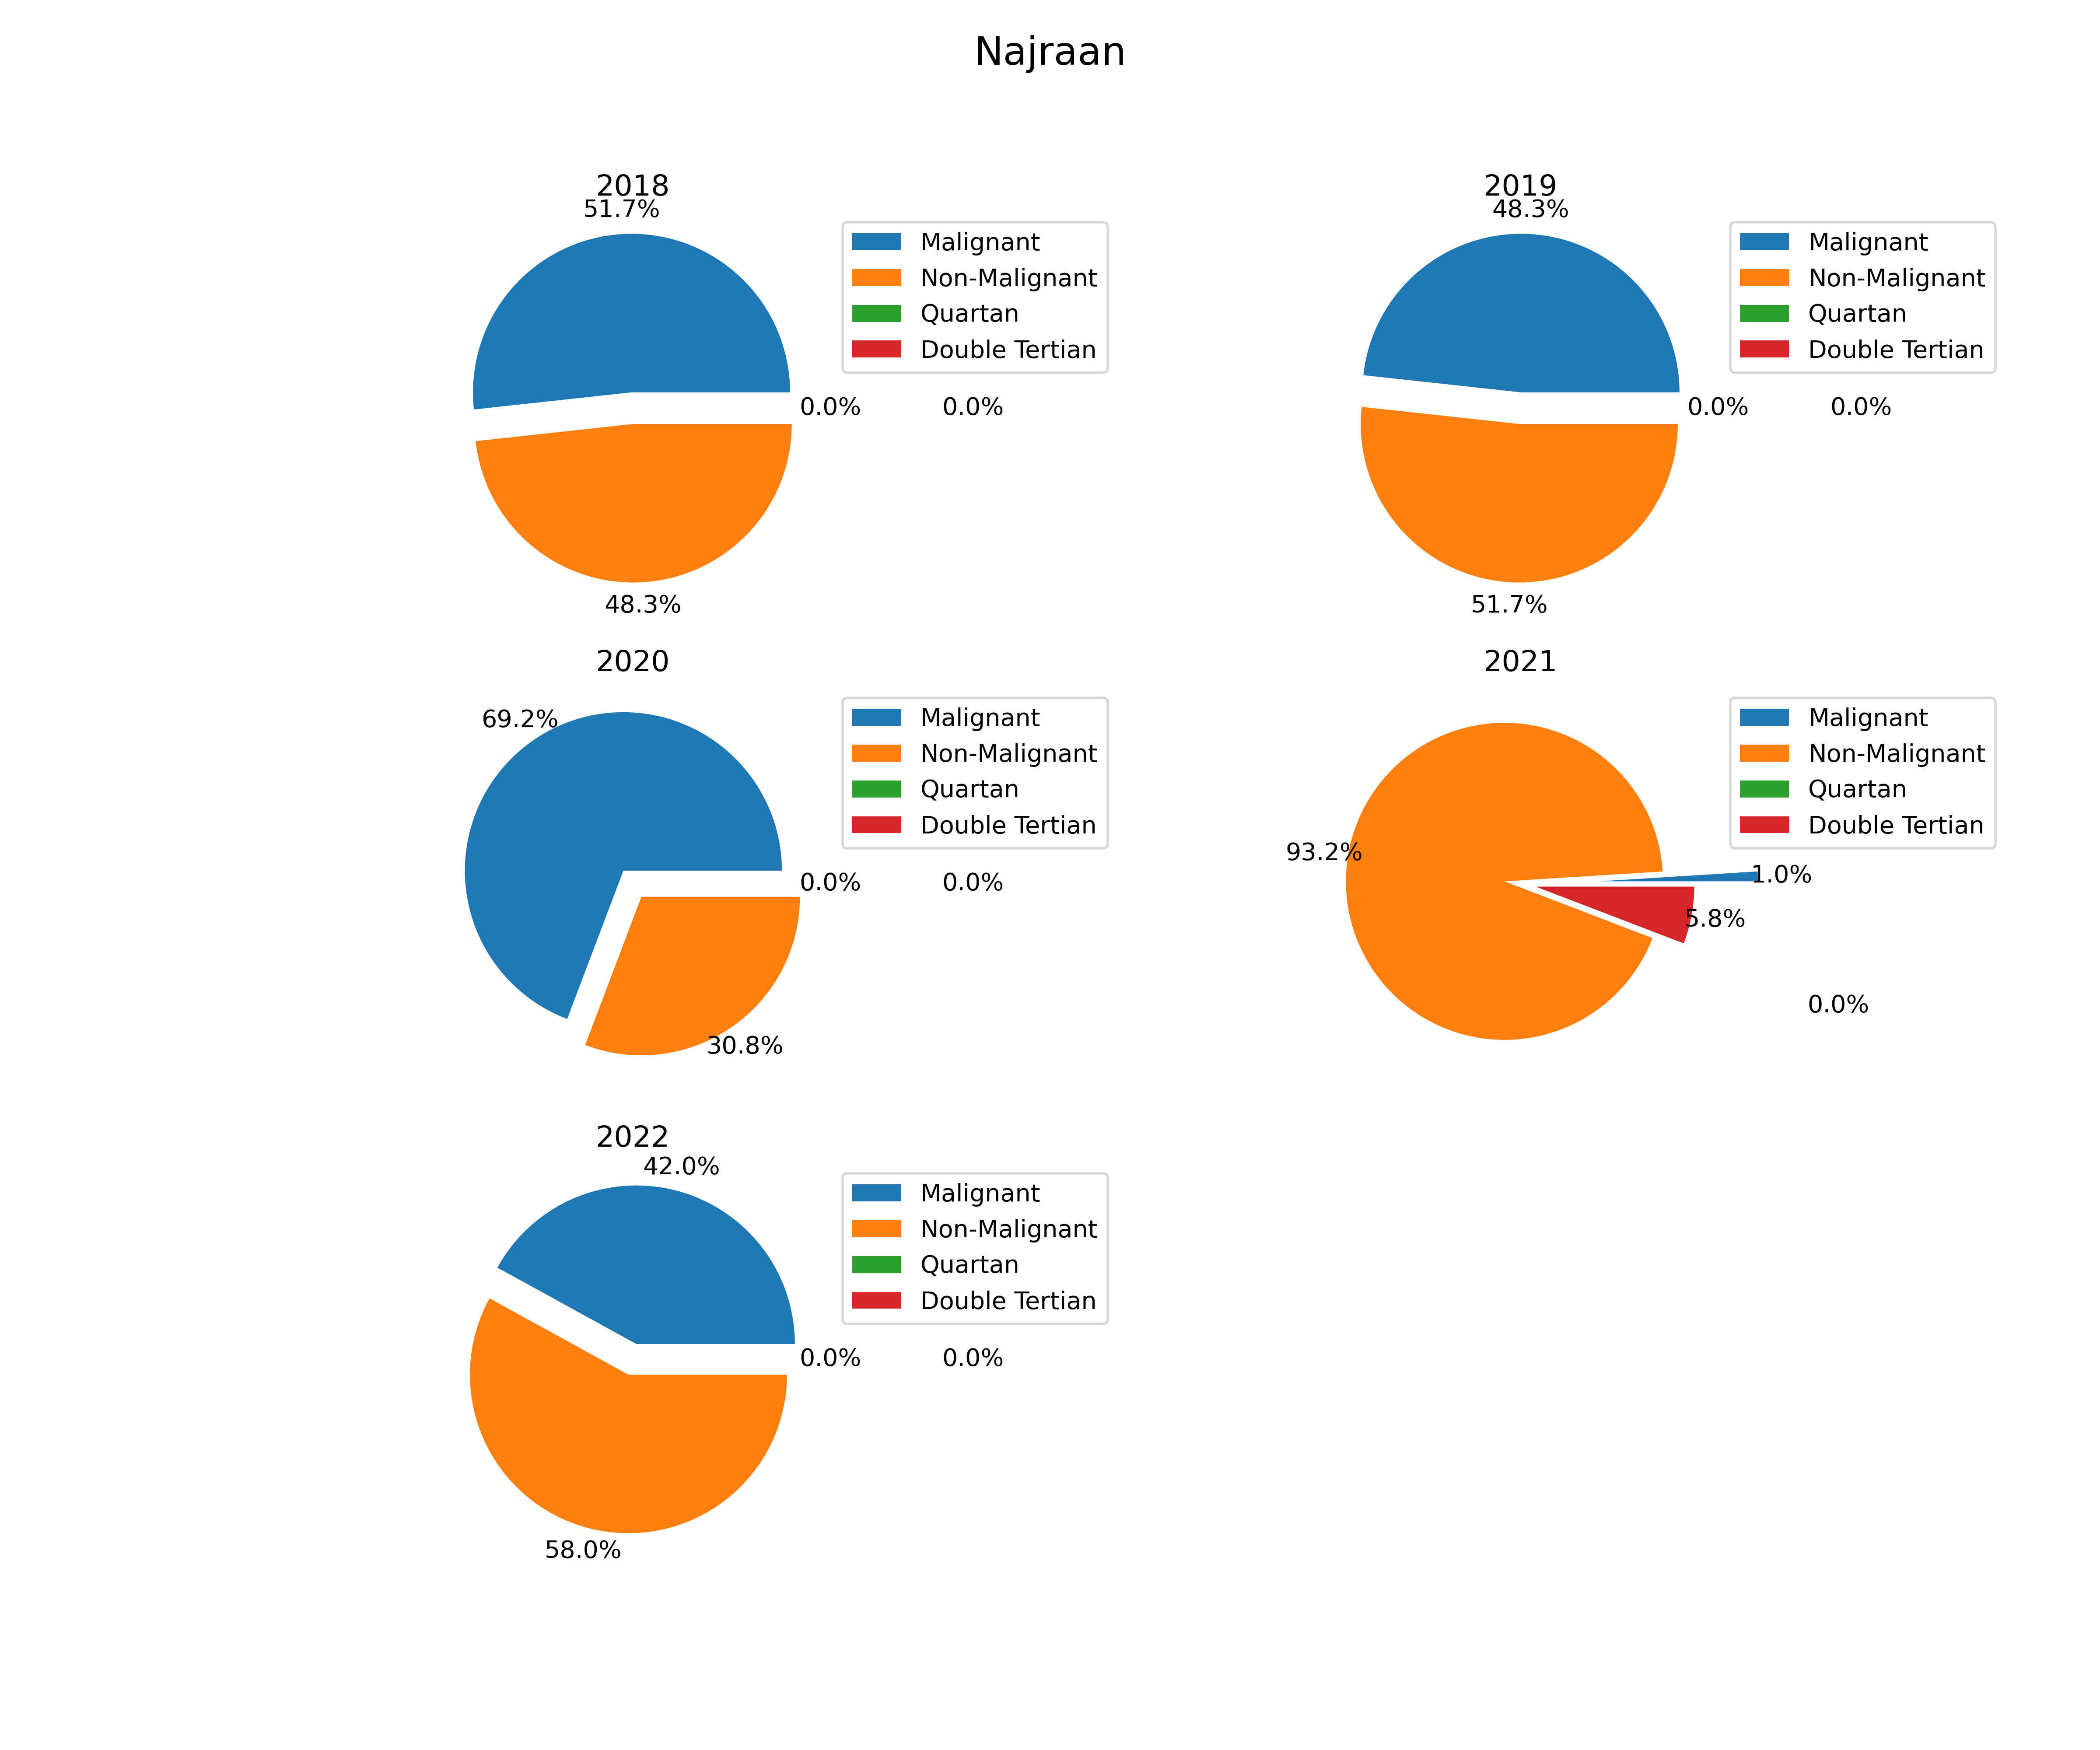 Najraan
2018
51.7%
Malignant
Non-Malignant
Quartan
Double Tertian
0.0%
0.0%
48.3%
2019
48.3%
Malignant
Non-Malignant
Quartan
Double Tertian
0.0%
0.0%
51.7%
2020
69.2%
Malignant
Non-Malignant
Quartan
Double Tertian
0.0%
0.0%
30.8%
2021
Malignant
Non-Malignant
Quartan
Double Tertian
93.2%
1.0%
5.8%
0.0%
2022
42.0%
Malignant
Non-Malignant
Quartan
Double Tertian
0.0%
0.0%
58.0%